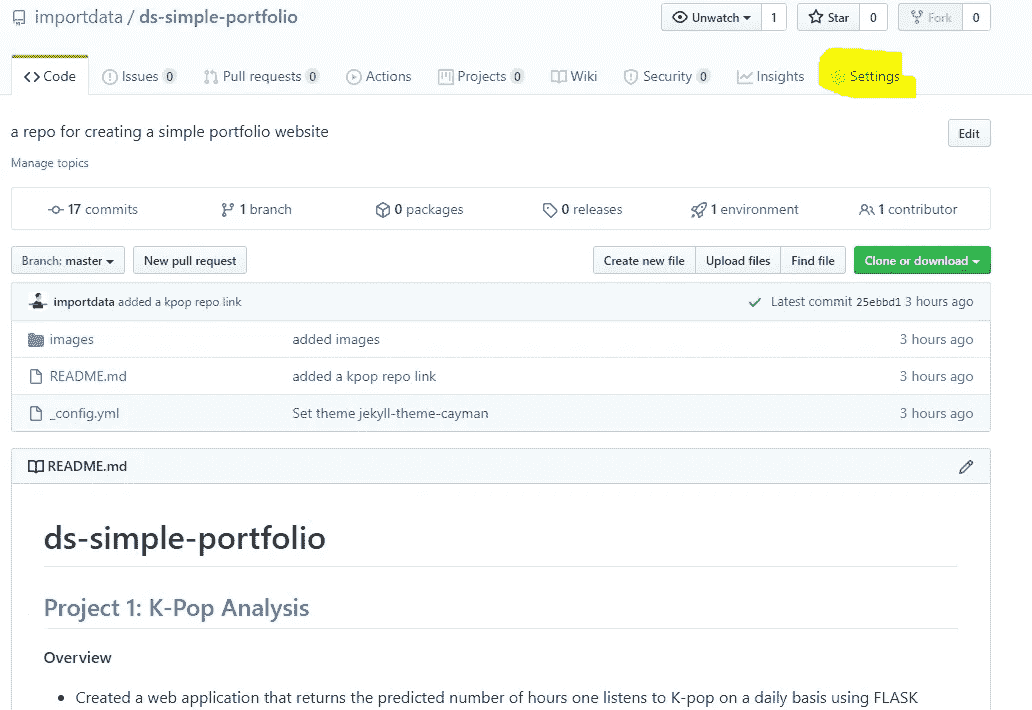 importdata / ds-simple-portfolio
Unwatch 1 Star 0 Fork 0
Code Issues 0 Pull requests 0 Actions Projects 0 Wiki Security 0 Insights Settings
a repo for creating a simple portfolio website
Edit
Manage topics
17 commits 1 branch 0 packages 0 releases 1 environment 1 contributor
Branch: master New pull request Create new file Upload files Find file Clone or download
importdata added a kpop repo link Latest commit 25ebbd1 3 hours ago
images added images 3 hours ago
README.md added a kpop repo link 3 hours ago
_config.yml Set theme jekyll-theme-cayman 3 hours ago
README.md
ds-simple-portfolio
Project 1: K-Pop Analysis
Overview
• Created a web application that returns the predicted number of hours one listens to K-pop on a daily basis using FLASK